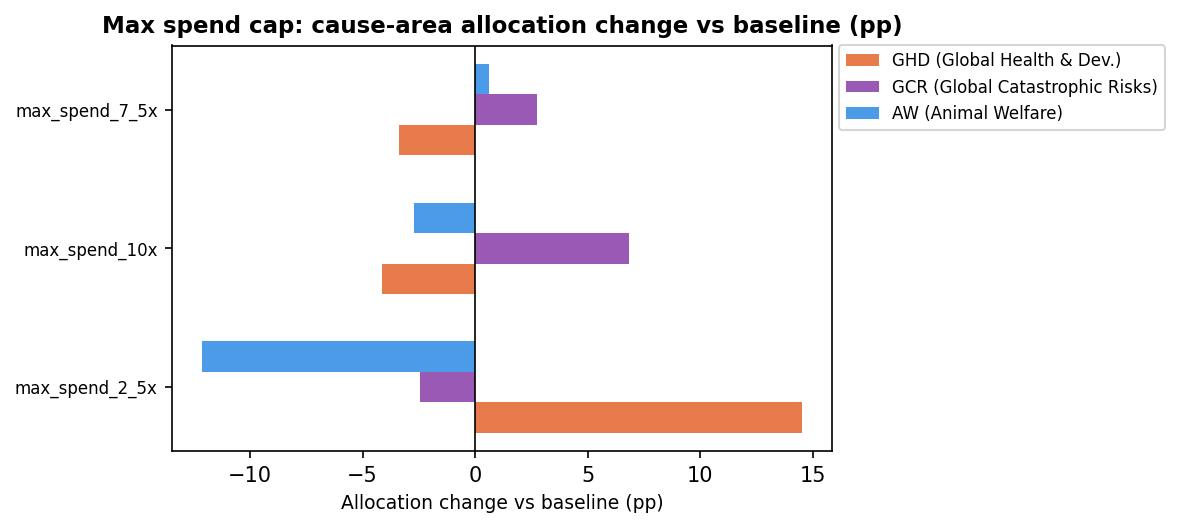 Max spend cap: cause-area allocation change vs baseline (pp)
GHD (Global Health & Dev.)
GCR (Global Catastrophic Risks)
AW (Animal Welfare)
max_spend_7_5x
max_spend_10x
max_spend_2_5x
−10 −5 0 5 10 15
Allocation change vs baseline (pp)